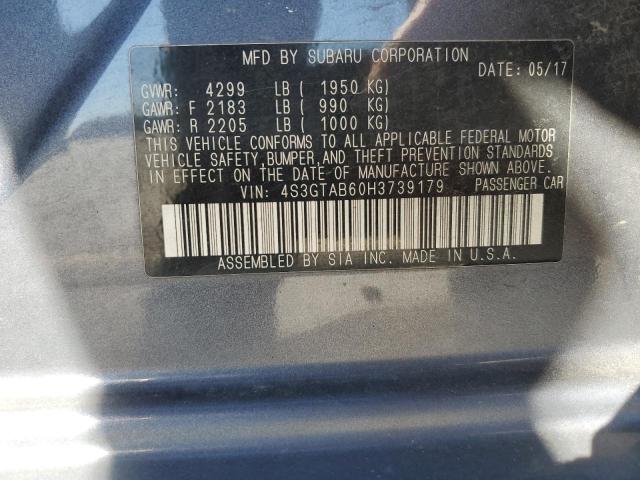 MFD BY SUBARU CORPORATION
DATE: 05/17
GVWR: 4299 LB ( 1950 KG)
GAWR: F 2183 LB ( 990 KG)
GAWR: R 2205 LB ( 1000 KG)
THIS VEHICLE CONFORMS TO ALL APPLICABLE FEDERAL MOTOR
VEHICLE SAFETY,BUMPER,AND THEFT PREVENTION STANDARDS
IN EFFECT ON THE DATE OF MANUFACTURE SHOWN ABOVE.
VIN: 4S3GTAB60H3739179 PASSENGER CAR
ASSEMBLED BY SIA INC. MADE IN U.S.A.